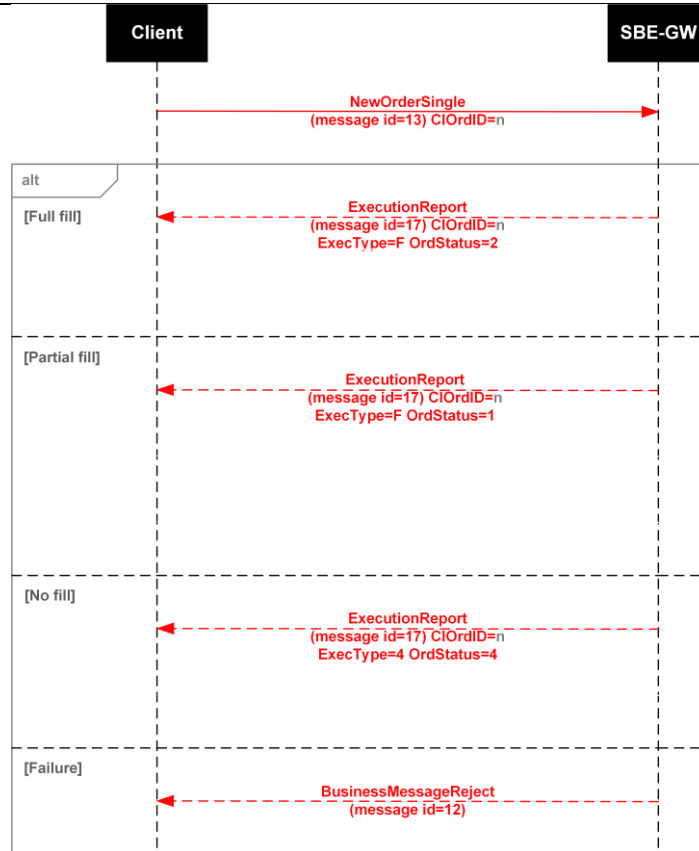 Client
SBE-GW
NewOrderSingle
(message id=13) ClOrdID=n
alt
[Full fill]
ExecutionReport
(message id=17) ClOrdID=n
ExecType=F OrdStatus=2
[Partial fill]
ExecutionReport
(message id=17) ClOrdID=n
ExecType=F OrdStatus=1
[No fill]
ExecutionReport
(message id=17) ClOrdID=n
ExecType=4 OrdStatus=4
[Failure]
BusinessMessageReject
(message id=12)